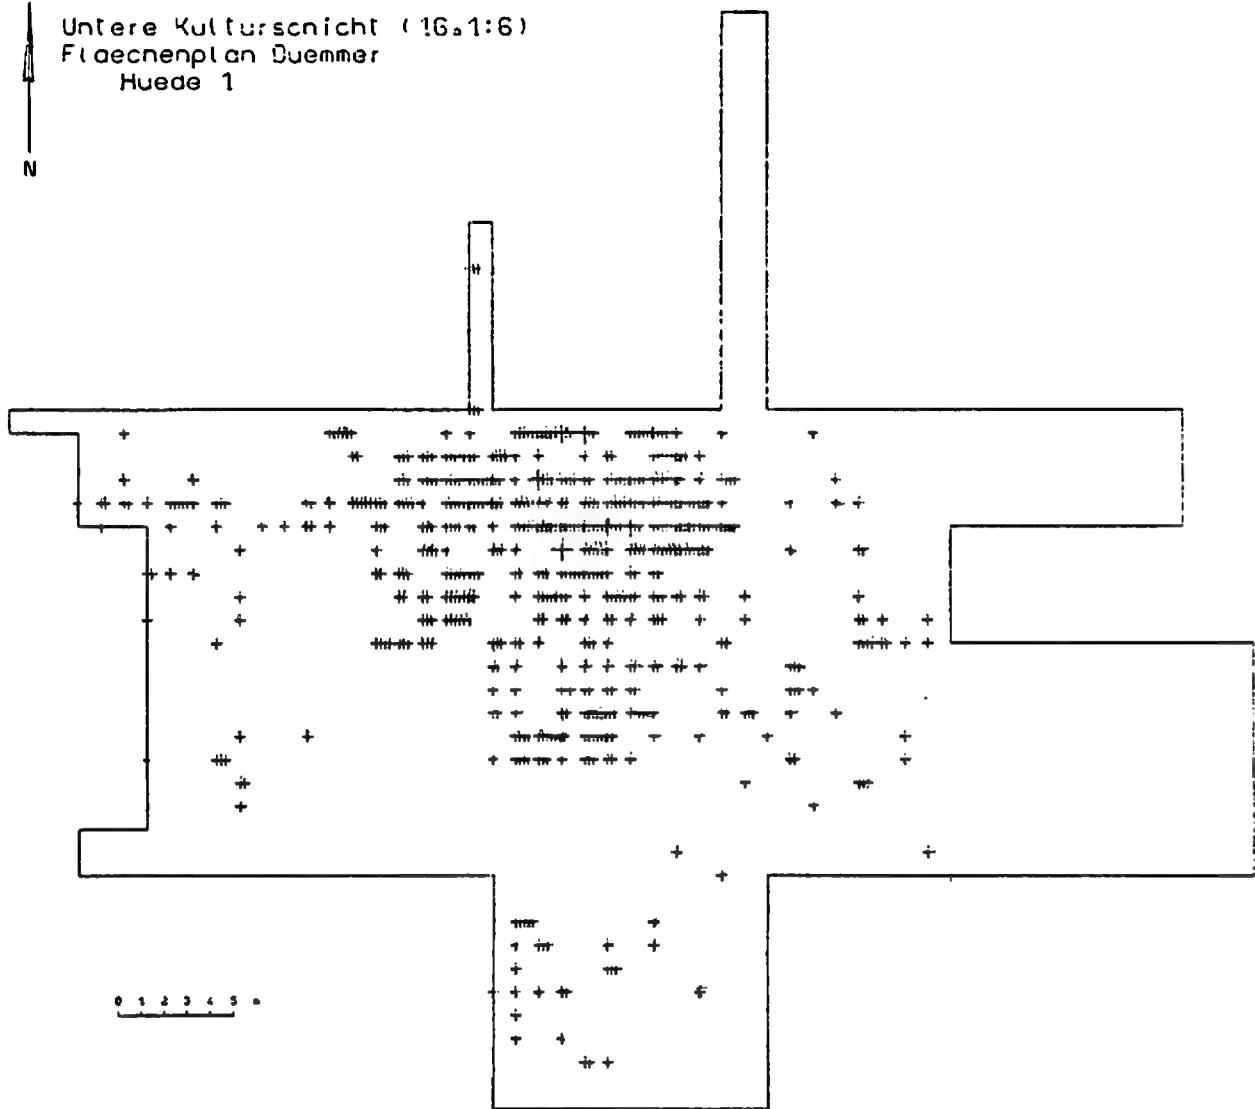 Untere Kulturscnicht (16.1:6)
Flaecnenplan Duemmer
Huede 1
N
0 1 2 3 4 5 m